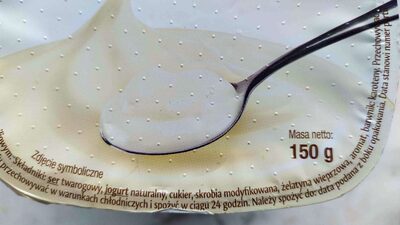 Masa netto:
150 g
Zdjęcie symboliczne
Składniki: ser twarogowy, jogurt naturalny, cukier, skrobia modyfikowana, żelatyna wieprzowa, aromat, barwnik: karoteny. Przechowywać
przechowywać w warunkach chłodniczych i spożyć w ciągu 24 godzin. Należy spożyć do: data podana z boku opakowania. Data stanowi numer